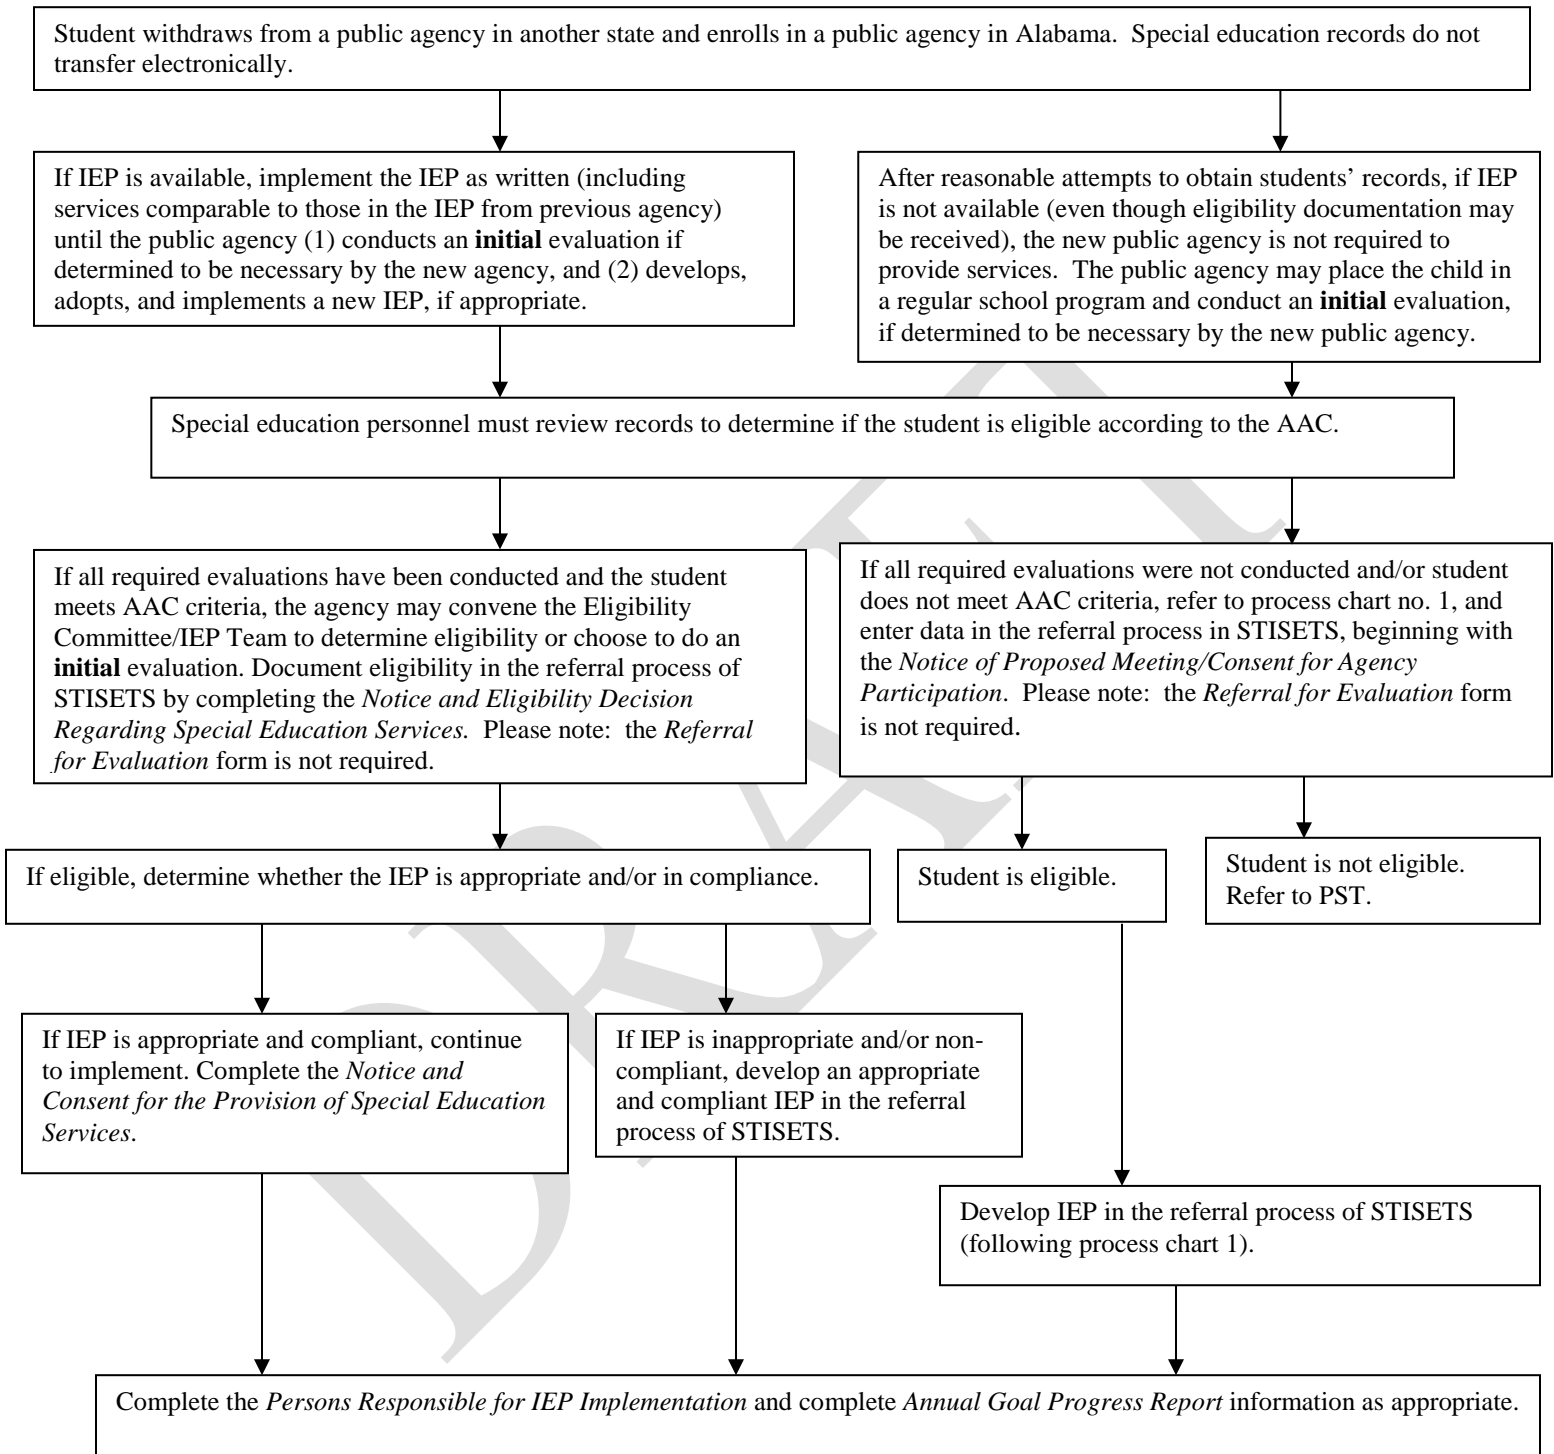 Student withdraws from a public agency in another state and enrolls in a public agency in Alabama.  Special education records do not
transfer electronically.
If IEP is available, implement the IEP as written (including
services comparable to those in the IEP from previous agency)
until the public agency (1) conducts an initial evaluation if
determined to be necessary by the new agency, and (2) develops,
adopts, and implements a new IEP, if appropriate.
After reasonable attempts to obtain students’ records, if IEP
is not available (even though eligibility documentation may
be received), the new public agency is not required to
provide services.  The public agency may place the child in
a regular school program and conduct an initial evaluation,
if determined to be necessary by the new public agency.
Special education personnel must review records to determine if the student is eligible according to the AAC.
If all required evaluations have been conducted and the student
meets AAC criteria, the agency may convene the Eligibility
Committee/IEP Team to determine eligibility or choose to do an
initial evaluation. Document eligibility in the referral process of
STISETS by completing the Notice and Eligibility Decision
Regarding Special Education Services.  Please note:  the Referral
for Evaluation form is not required.
If all required evaluations were not conducted and/or student
does not meet AAC criteria, refer to process chart no. 1, and
enter data in the referral process in STISETS, beginning with
the Notice of Proposed Meeting/Consent for Agency
Participation.  Please note:  the Referral for Evaluation form
is not required.
If eligible, determine whether the IEP is appropriate and/or in compliance.
Student is eligible.
Student is not eligible.
Refer to PST.
If IEP is appropriate and compliant, continue
to implement. Complete the Notice and
Consent for the Provision of Special Education
Services.
If IEP is inappropriate and/or non-
compliant, develop an appropriate
and compliant IEP in the referral
process of STISETS.
Develop IEP in the referral process of STISETS
(following process chart 1).
Complete the Persons Responsible for IEP Implementation and complete Annual Goal Progress Report information as appropriate.
DRAFT